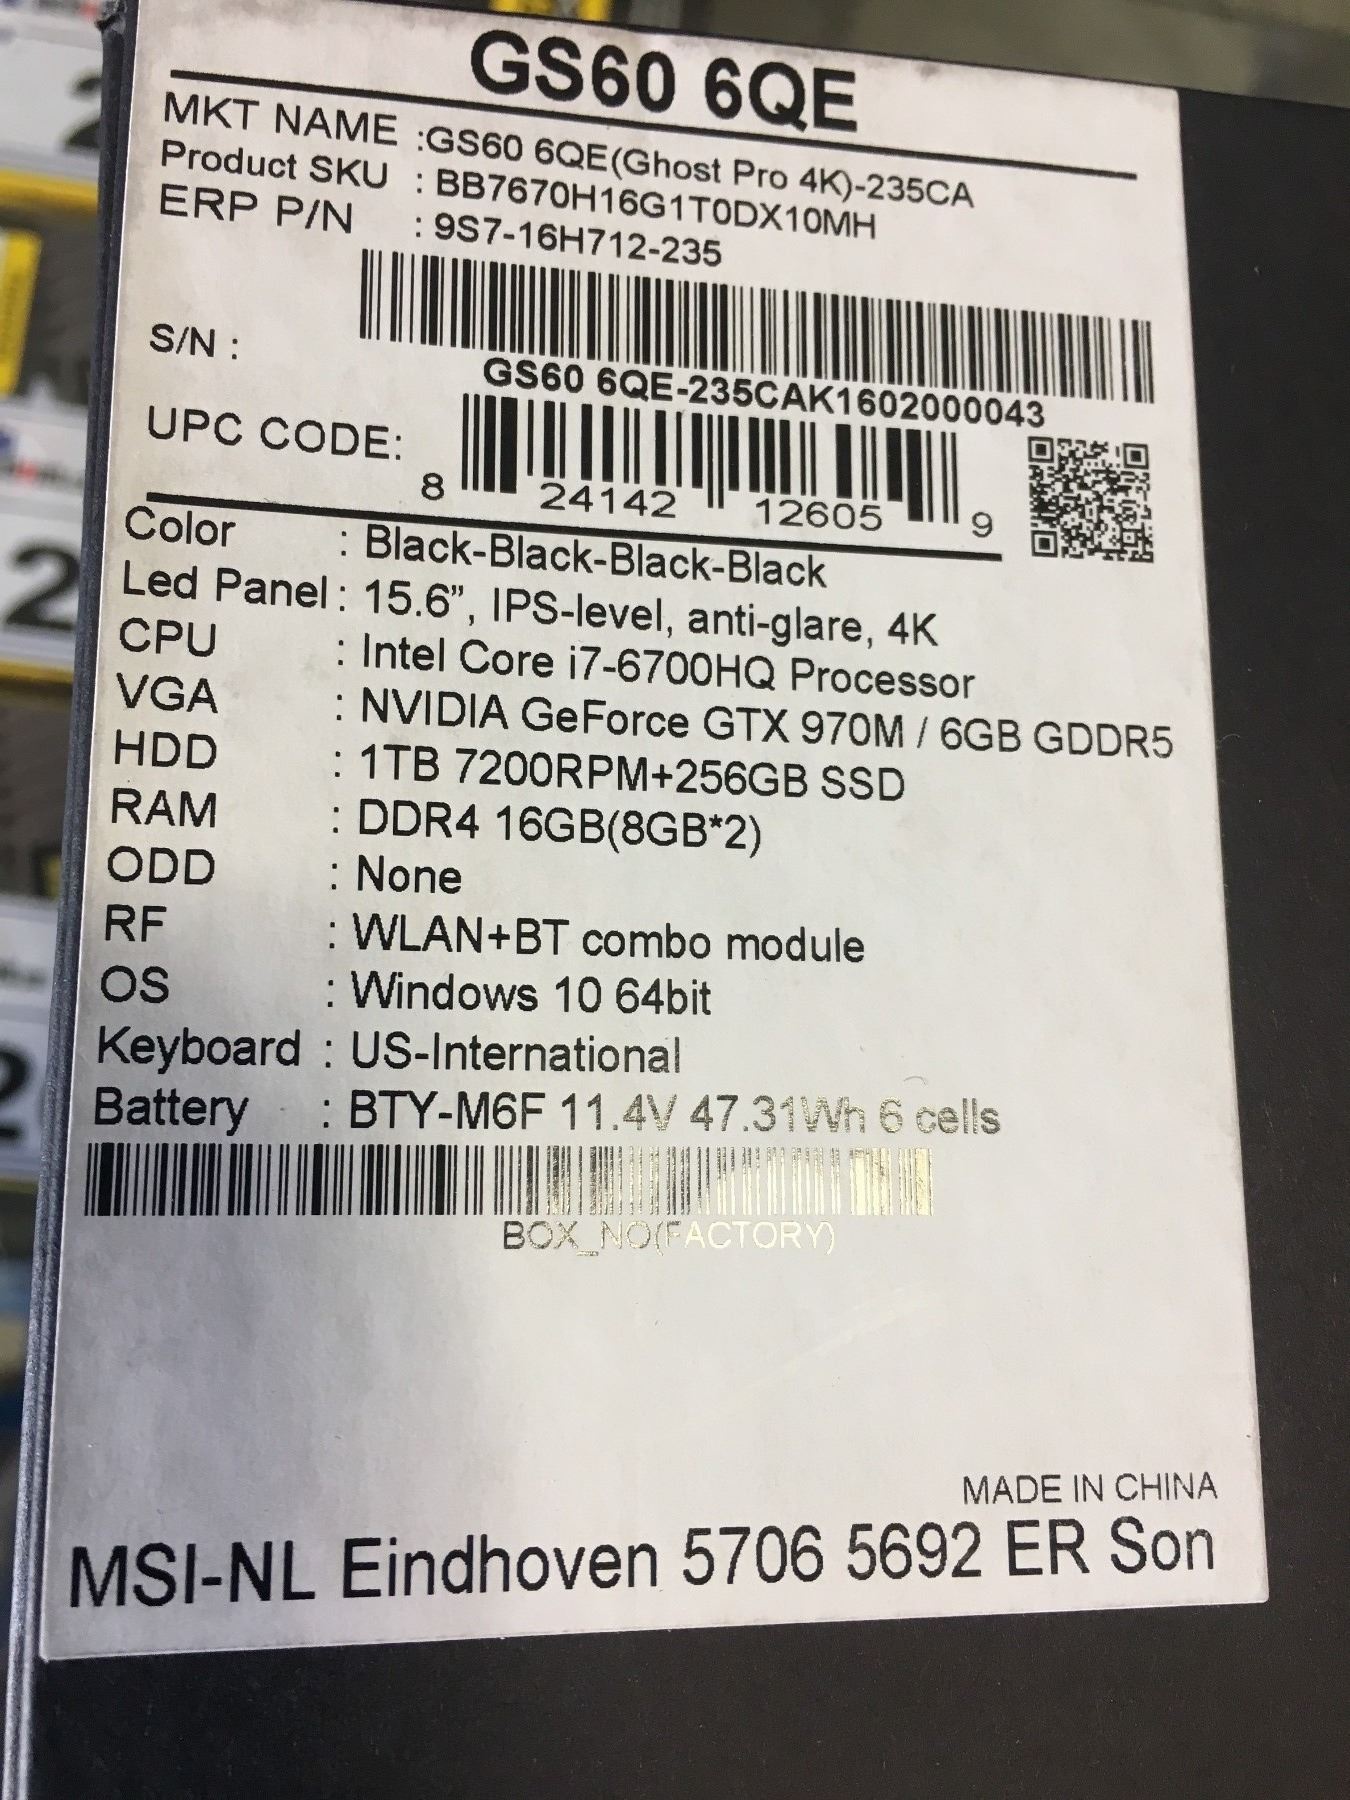 GS60 6QE
MKT NAME :GS60 6QE(Ghost Pro 4K)-235CA
Product SKU : BB7670H16G1T0DX10MH
ERP P/N : 9S7-16H712-235
S/N :
GS60 6QE-235CAK1602000043
UPC CODE:
8 24142 12605 9
Color : Black-Black-Black-Black
Led Panel : 15.6”, IPS-level, anti-glare, 4K
CPU : Intel Core i7-6700HQ Processor
VGA : NVIDIA GeForce GTX 970M / 6GB GDDR5
HDD : 1TB 7200RPM+256GB SSD
RAM : DDR4 16GB(8GB*2)
ODD : None
RF : WLAN+BT combo module
OS : Windows 10 64bit
Keyboard : US-International
Battery : BTY-M6F 11.4V 47.31Wh 6 cells
BOX_NO(FACTORY)
MADE IN CHINA
MSI-NL Eindhoven 5706 5692 ER Son
2
2
2